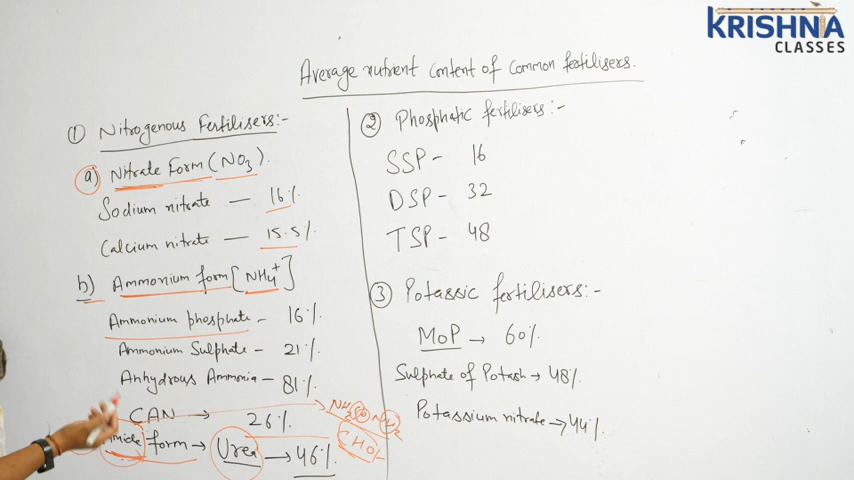 KRISHNA
CLASSES
Average nutrient content of Common fertilisers.
① Nitrogenous Fertilisers:-
a) Nitrate Form (NO3).
Sodium nitrate — 16%
Calcium nitrate — 15.5%
b) Ammonium form [NH4+]
Ammonium phosphate - 16%
Ammonium Sulphate - 21%
Anhydrous Ammonia - 81%
CAN → 26%
form → Urea → 46%
② Phosphatic fertilisers:-
SSP - 16
DSP - 32
TSP - 48
③ Potassic fertilisers:-
MoP → 60%
Sulphate of Potash → 48%
Potassium nitrate → 44%